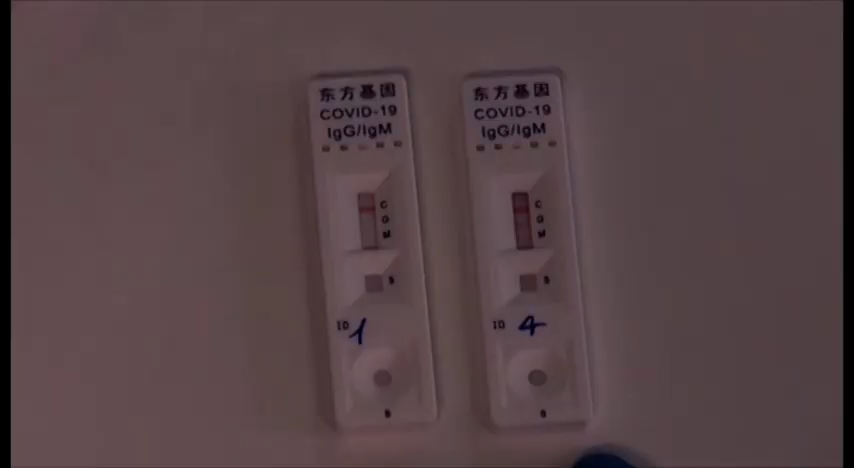 东方基因
COVID-19
IgG/IgM
C
G
M
S
ID 1
B
东方基因
COVID-19
IgG/IgM
C
G
M
S
ID 4
B